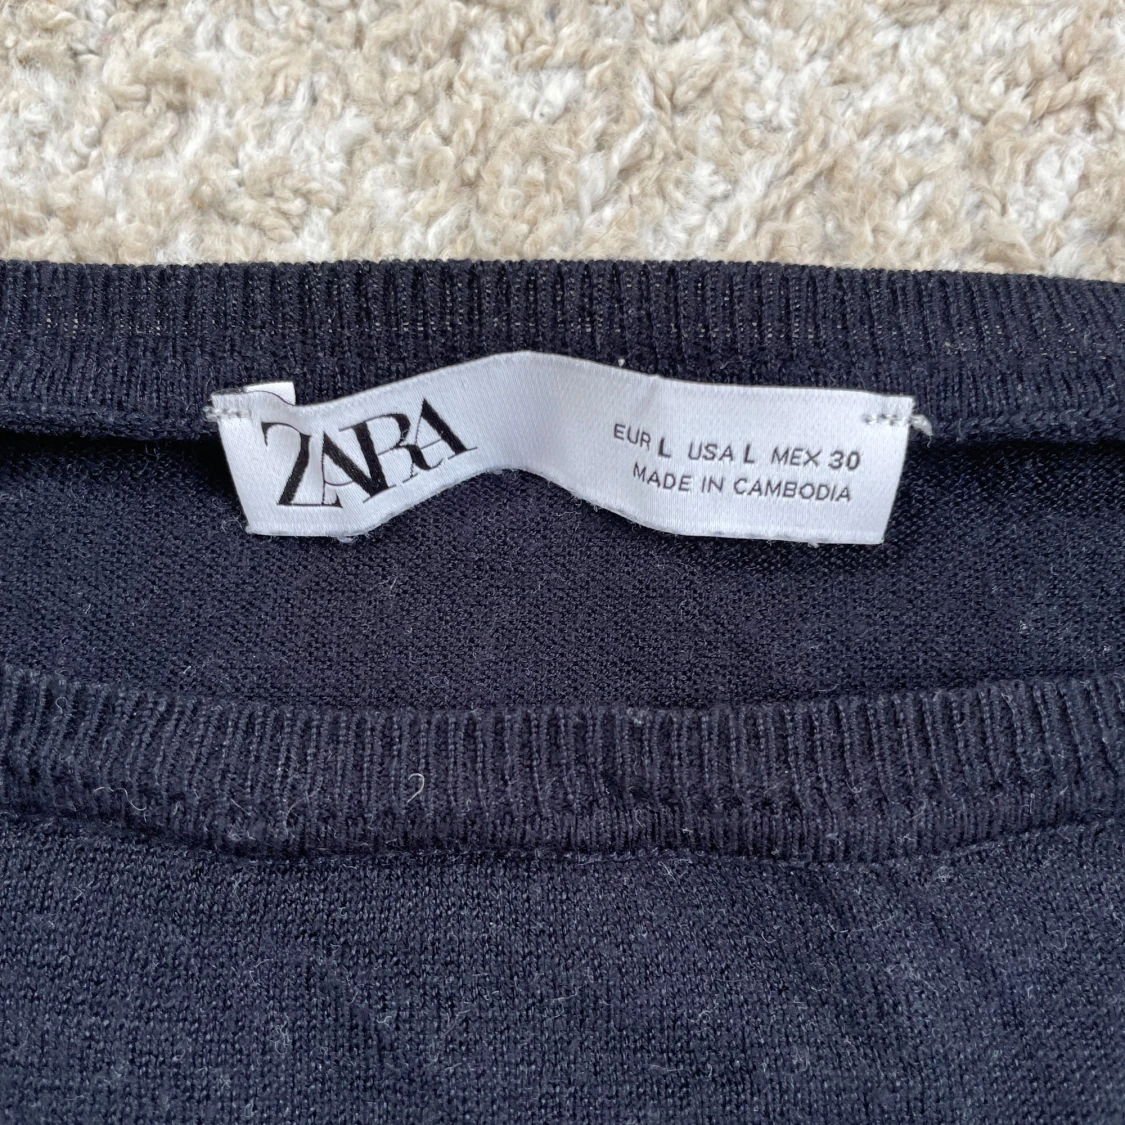 ZARA
EUR L USA L MEX 30
MADE IN CAMBODIA